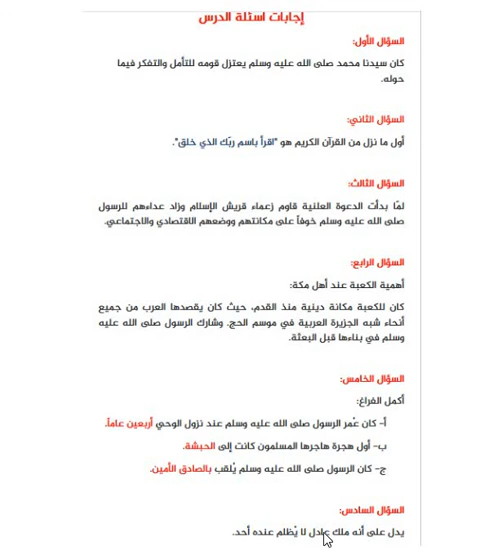 إجابات اسئلة الدرس
السؤال الأول:
كان سيدنا محمد صلى الله عليه وسلم يعتزل قومه للتأمل والتفكر فيما
حوله.
السؤال الثاني:
أول ما نزل من القرآن الكريم هو "اقرأ باسم ربّك الذي خلق".
السؤال الثالث:
لمّا بدأت الدعوة العلنية قاوم زعماء قريش الإسلام وزاد عداءهم للرسول
صلى الله عليه وسلم خوفاً على مكانتهم ووضعهم الاقتصادي والاجتماعي.
السؤال الرابع:
أهمية الكعبة عند أهل مكة:
كان للكعبة مكانة دينية منذ القدم، حيث كان يقصدها العرب من جميع
أنحاء شبه الجزيرة العربية في موسم الحج. وشارك الرسول صلى الله عليه
وسلم في بناءها قبل البعثة.
السؤال الخامس:
أكمل الفراغ:
أ- كان عُمر الرسول صلى الله عليه وسلم عند نزول الوحي أربعين عاماً.
ب- أول هجرة هاجرها المسلمون كانت إلى الحبشة.
ج- كان الرسول صلى الله عليه وسلم يُلقب بالصادق الأمين.
السؤال السادس:
يدل على أنه ملك عادل لا يُظلم عنده أحد.